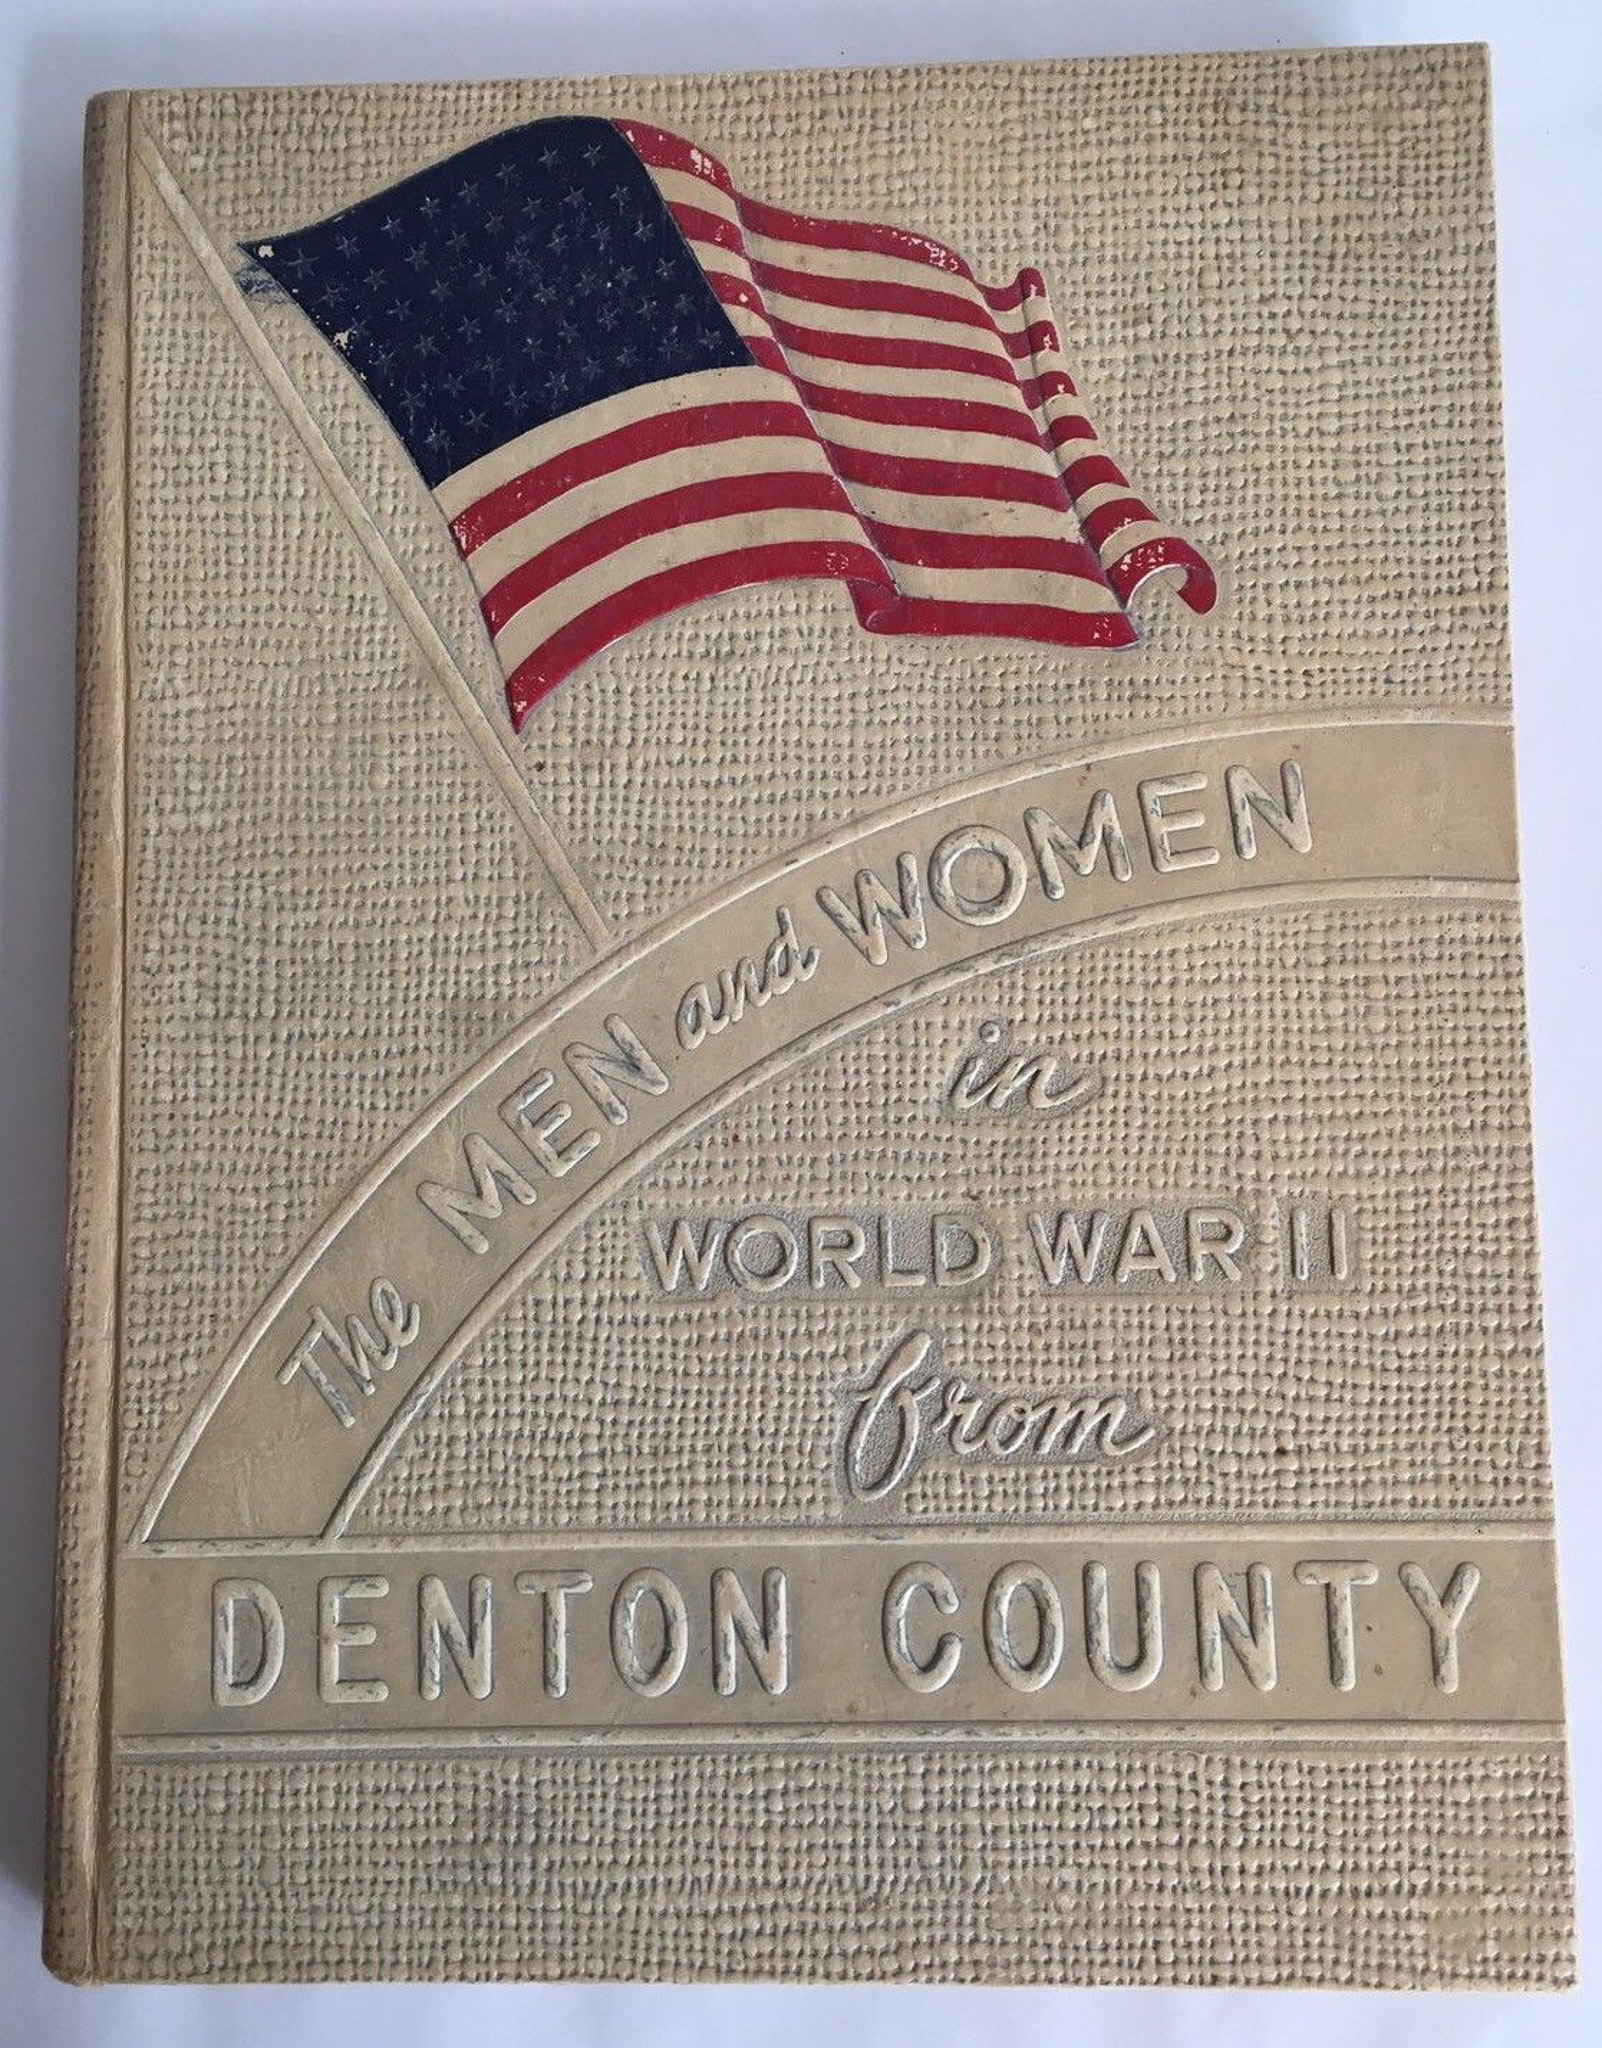 The MEN and WOMEN
in
WORLD WAR II
from
DENTON COUNTY